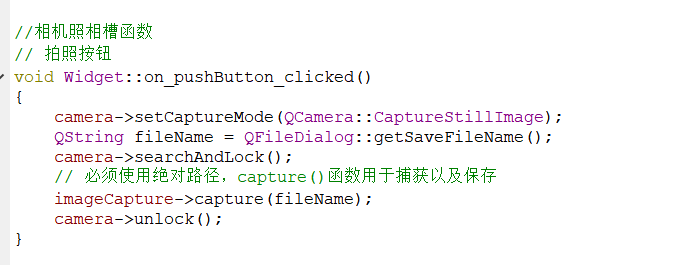 //相机照相槽函数
// 拍照按钮
void Widget::on_pushButton_clicked()
{
    camera->setCaptureMode(QCamera::CaptureStillImage);
    QString fileName = QFileDialog::getSaveFileName();
    camera->searchAndLock();
    // 必须使用绝对路径，capture()函数用于捕获以及保存
    imageCapture->capture(fileName);
    camera->unlock();
}